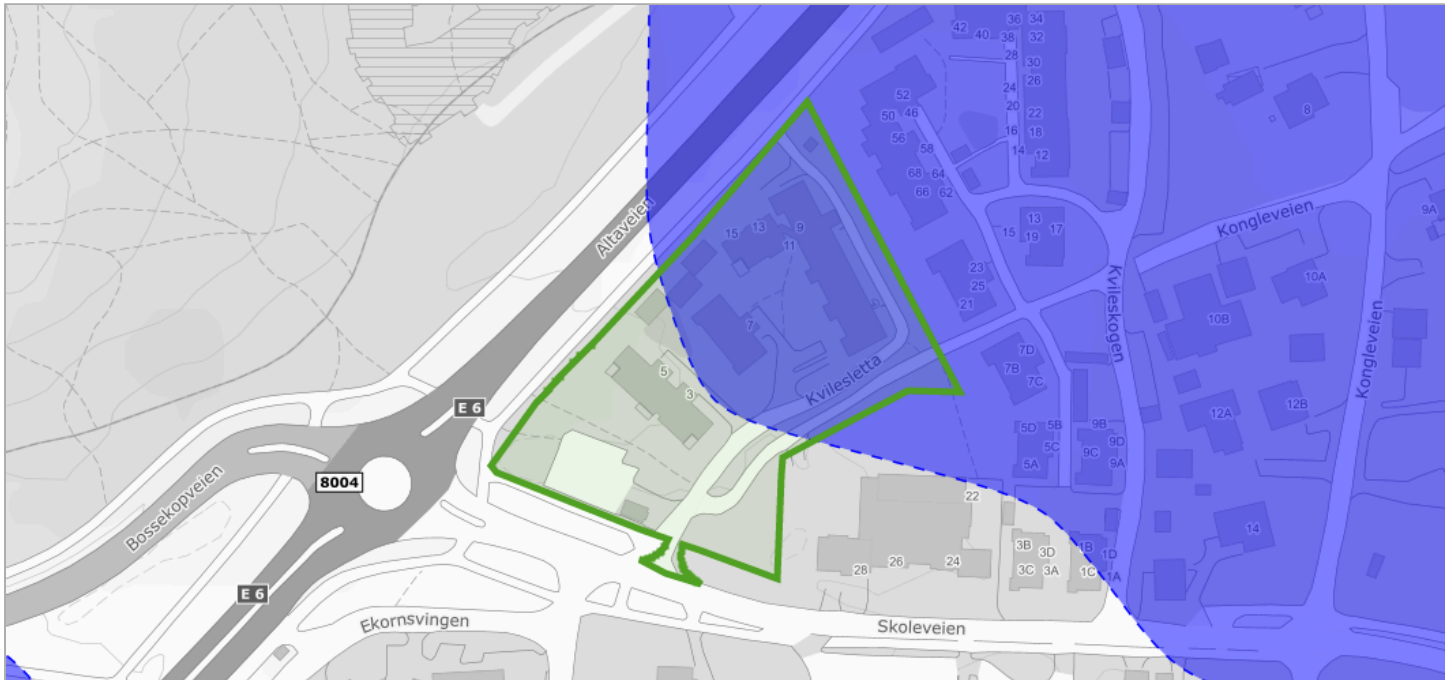 36
34
42
40
38
32
28
30
26
24
20
22
16
18
14
12
52
50
46
56
58
68
64
66
62
8
9A
13
15
17
19
Kongleveien
Altaveien
15
13
9
11
23
25
21
Kvileskogen
10A
10B
7
7D
7B
7C
Kvilesletta
Kongleveien
5
3
E 6
12A
12B
5D
5B
5C
5A
9B
9D
9C
9A
8004
Bossekopveien
22
14
3B
3D
3C
3A
1B
1D
1C
1A
28
26
24
E 6
Ekornsvingen
Skoleveien